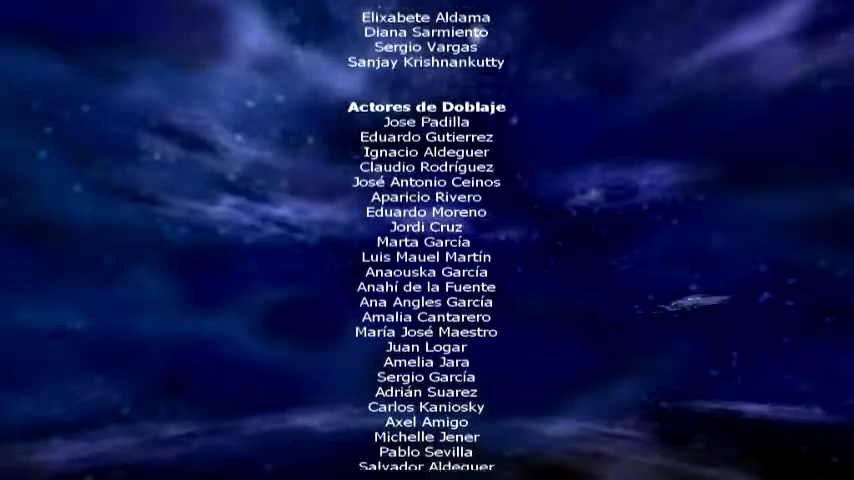 Elixabete Aldama
Diana Sarmiento
Sergio Vargas
Sanjay Krishnankutty
Actores de Doblaje
Jose Padilla
Eduardo Gutierrez
Ignacio Aldeguer
Claudio Rodríguez
José Antonio Ceinos
Aparicio Rivero
Eduardo Moreno
Jordi Cruz
Marta García
Luis Mauel Martín
Anaouska García
Anahí de la Fuente
Ana Angles García
Amalia Cantarero
María José Maestro
Juan Logar
Amelia Jara
Sergio García
Adrián Suarez
Carlos Kaniosky
Axel Amigo
Michelle Jener
Pablo Sevilla
Salvador Aldeguer